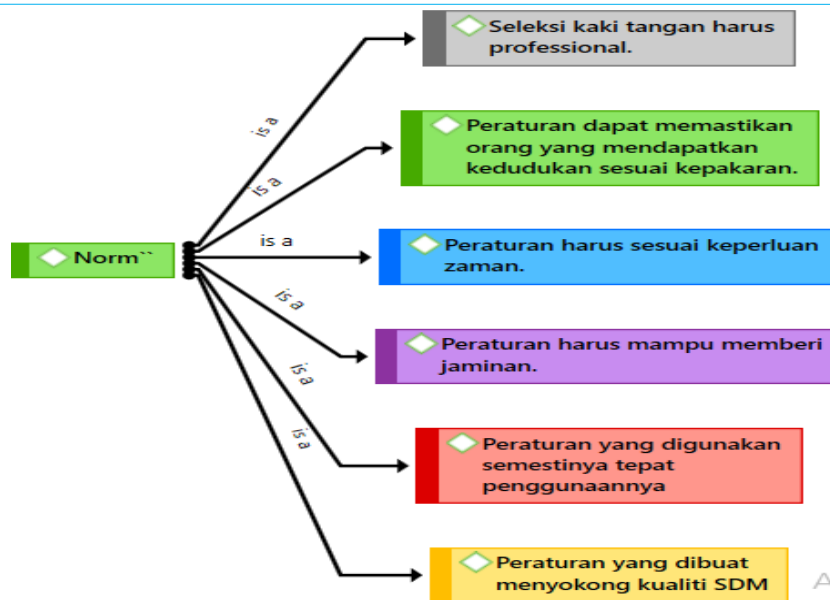 Seleksi kaki tangan harus
professional.
is a
Peraturan dapat memastikan
orang yang mendapatkan
kedudukan sesuai kepakaran.
is a
Norm``
is a
Peraturan harus sesuai keperluan
zaman.
is a
Peraturan harus mampu memberi
jaminan.
is a
Peraturan yang digunakan
semestinya tepat
penggunaannya
is a
Peraturan yang dibuat
menyokong kualiti SDM
A